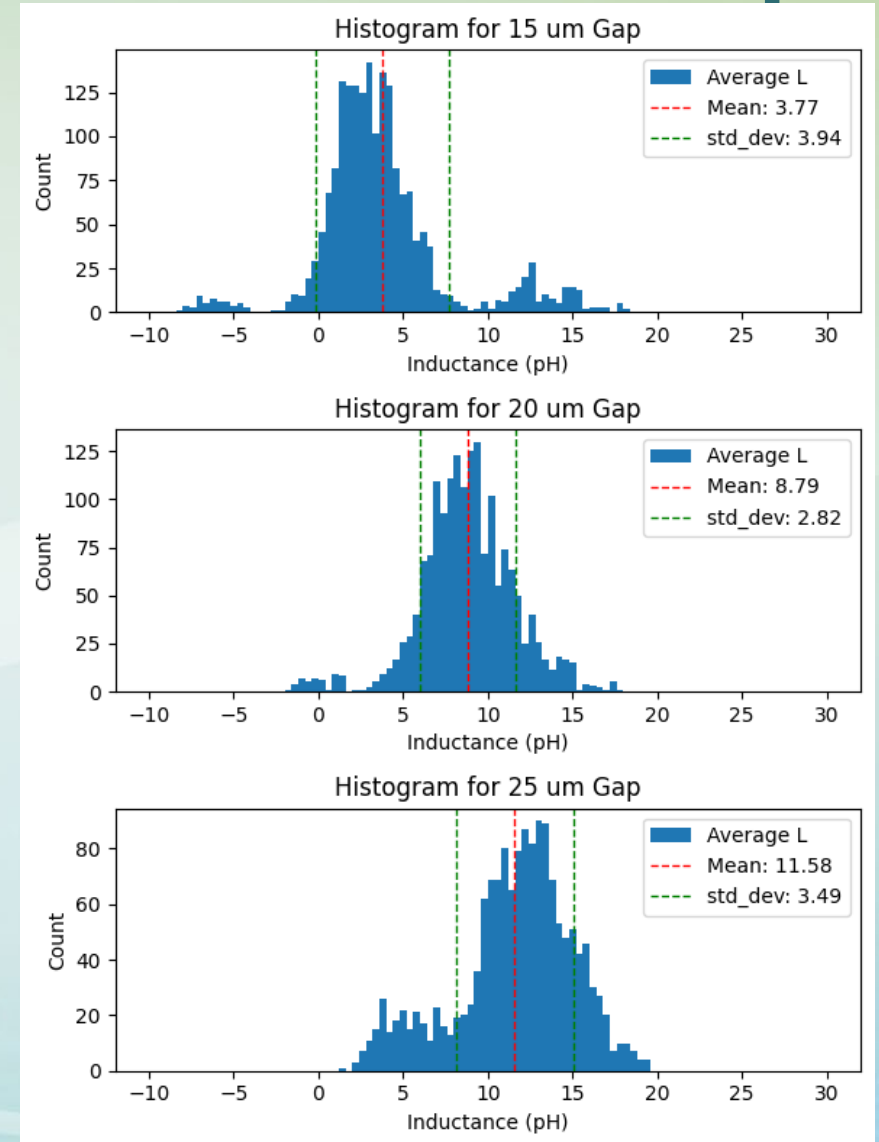 Histogram for 15 um Gap
Average L
Mean: 3.77
std_dev: 3.94
Count
0
25
50
75
100
125
−10 −5 0 5 10 15 20 25 30
Inductance (pH)
Histogram for 20 um Gap
Average L
Mean: 8.79
std_dev: 2.82
Count
0
25
50
75
100
125
−10 −5 0 5 10 15 20 25 30
Inductance (pH)
Histogram for 25 um Gap
Average L
Mean: 11.58
std_dev: 3.49
Count
0
20
40
60
80
−10 −5 0 5 10 15 20 25 30
Inductance (pH)